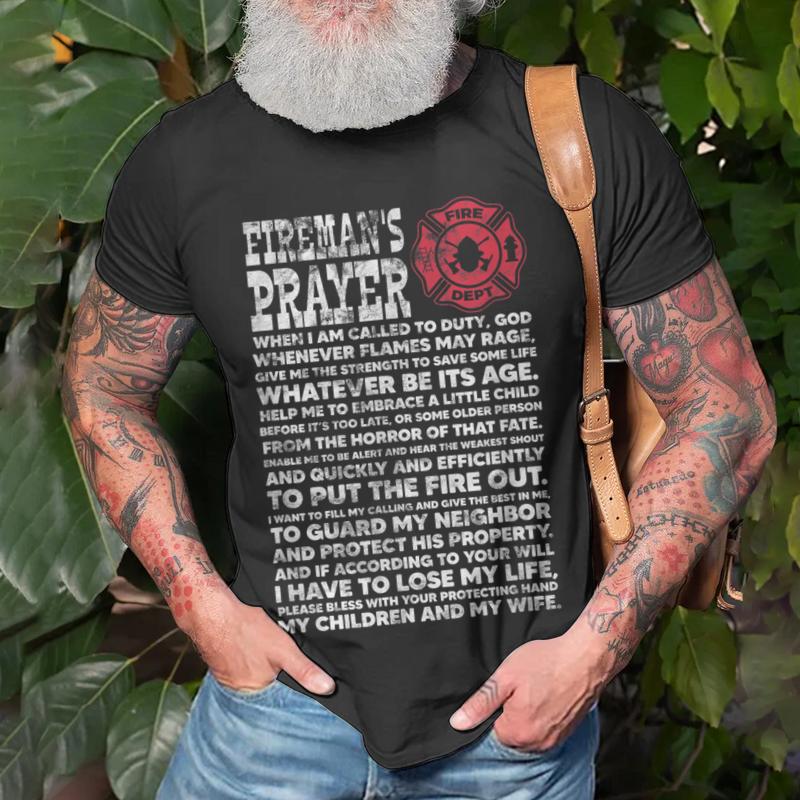 FIREMAN'S
PRAYER
FIRE
DEPT
WHEN I AM CALLED TO DUTY, GOD
WHENEVER FLAMES MAY RAGE,
GIVE ME THE STRENGTH TO SAVE SOME LIFE
WHATEVER BE ITS AGE.
HELP ME TO EMBRACE A LITTLE CHILD
BEFORE IT'S TOO LATE, OR SOME OLDER PERSON
FROM THE HORROR OF THAT FATE.
ENABLE ME TO BE ALERT AND HEAR THE WEAKEST SHOUT
AND QUICKLY AND EFFICIENTLY
TO PUT THE FIRE OUT.
I WANT TO FILL MY CALLING AND GIVE THE BEST IN ME,
TO GUARD MY NEIGHBOR
AND PROTECT HIS PROPERTY.
AND IF ACCORDING TO YOUR WILL
I HAVE TO LOSE MY LIFE,
PLEASE BLESS WITH YOUR PROTECTING HAND
MY CHILDREN AND MY WIFE.